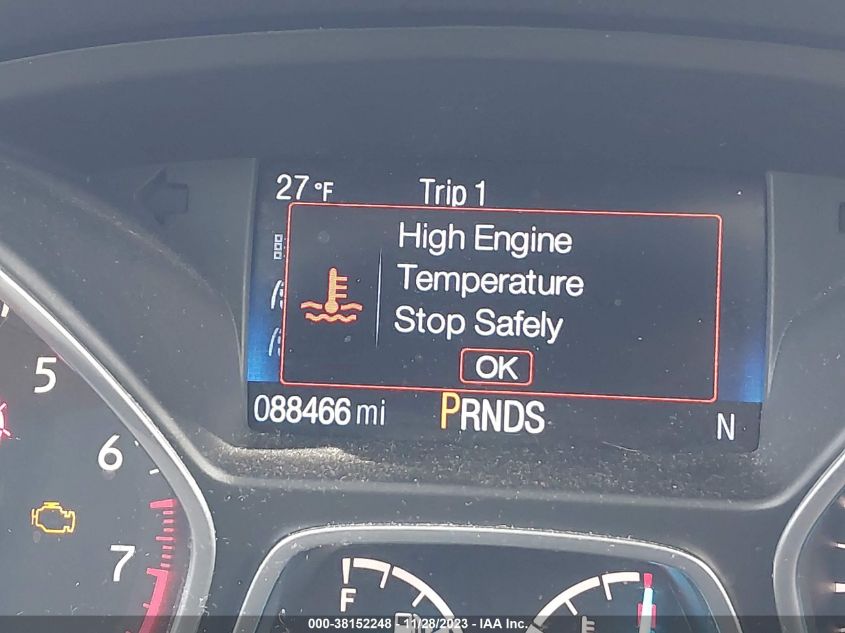 27 °F Trip 1
High Engine
Temperature
Stop Safely
OK
088466 mi PRNDS N
5
6
7
F
000-38152248 - 11/28/2023 - IAA Inc.